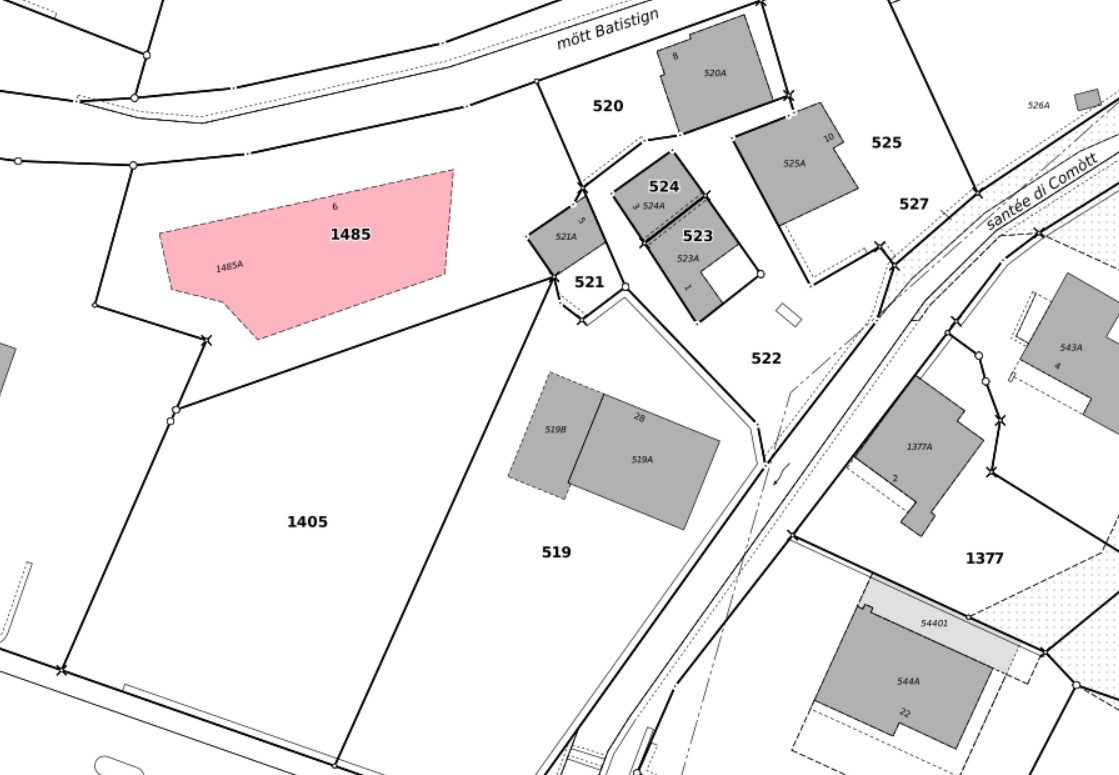 mött Batistign
8
520A
520
526A
10
525
525A
524
3
524A
santée di Comòtt
527
6
5
1485
523
521A
523A
1485A
521
1
543A
522
4
28
519B
1377A
519A
2
1405
519
1377
54401
544A
22